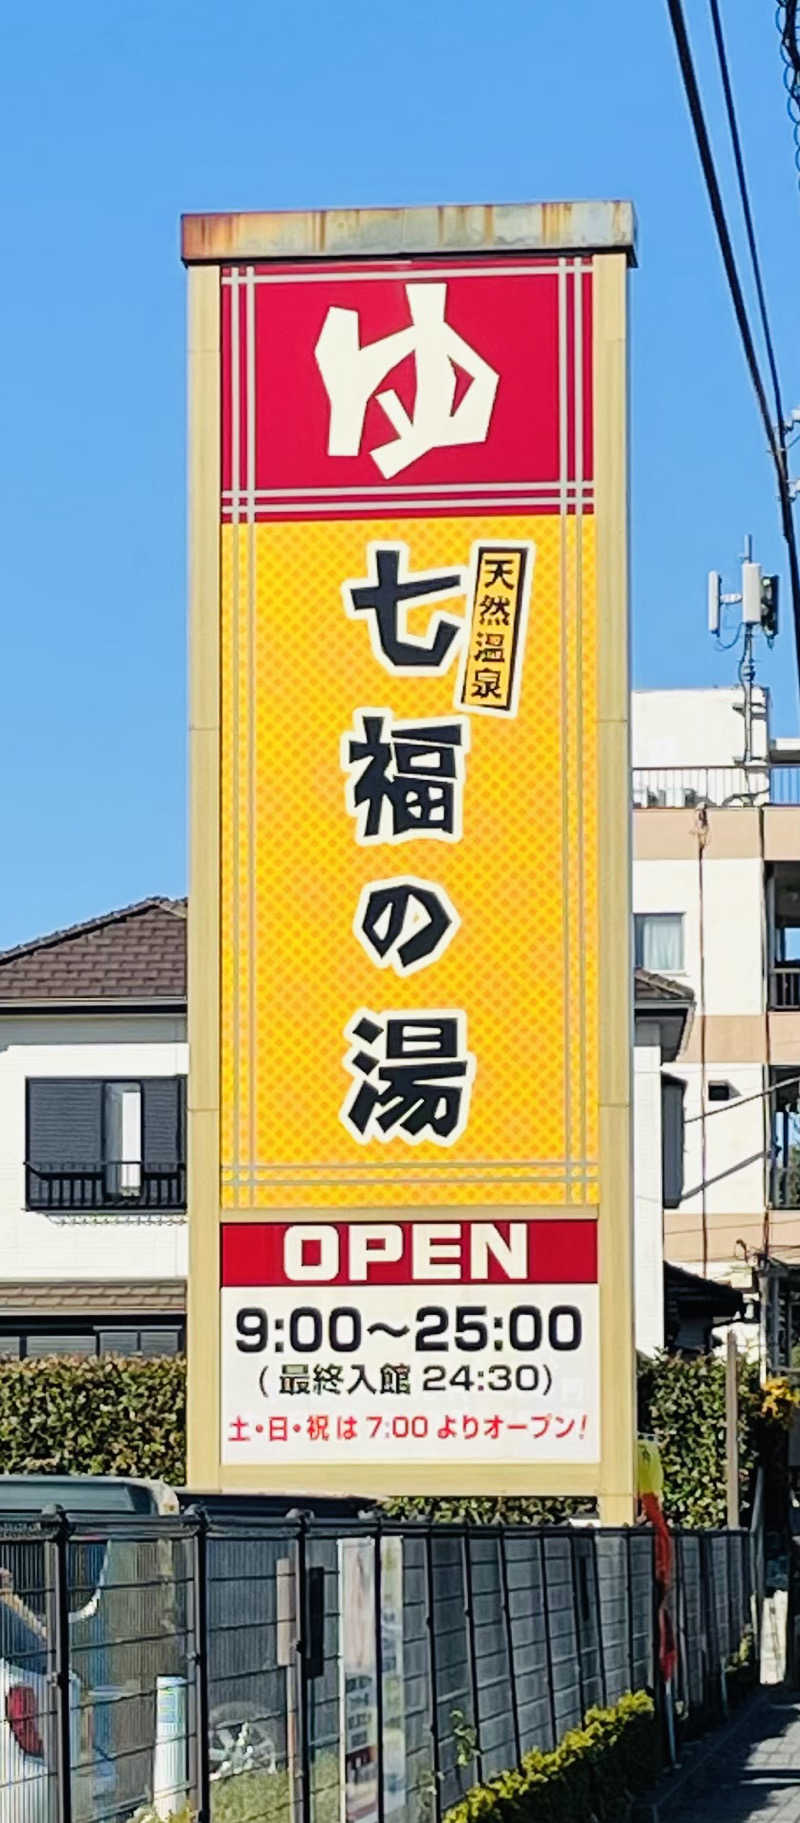 ゆ
天然温泉
七福の湯
OPEN
9:00～25:00
(最終入館 24:30)
土・日・祝は7:00よりオープン!